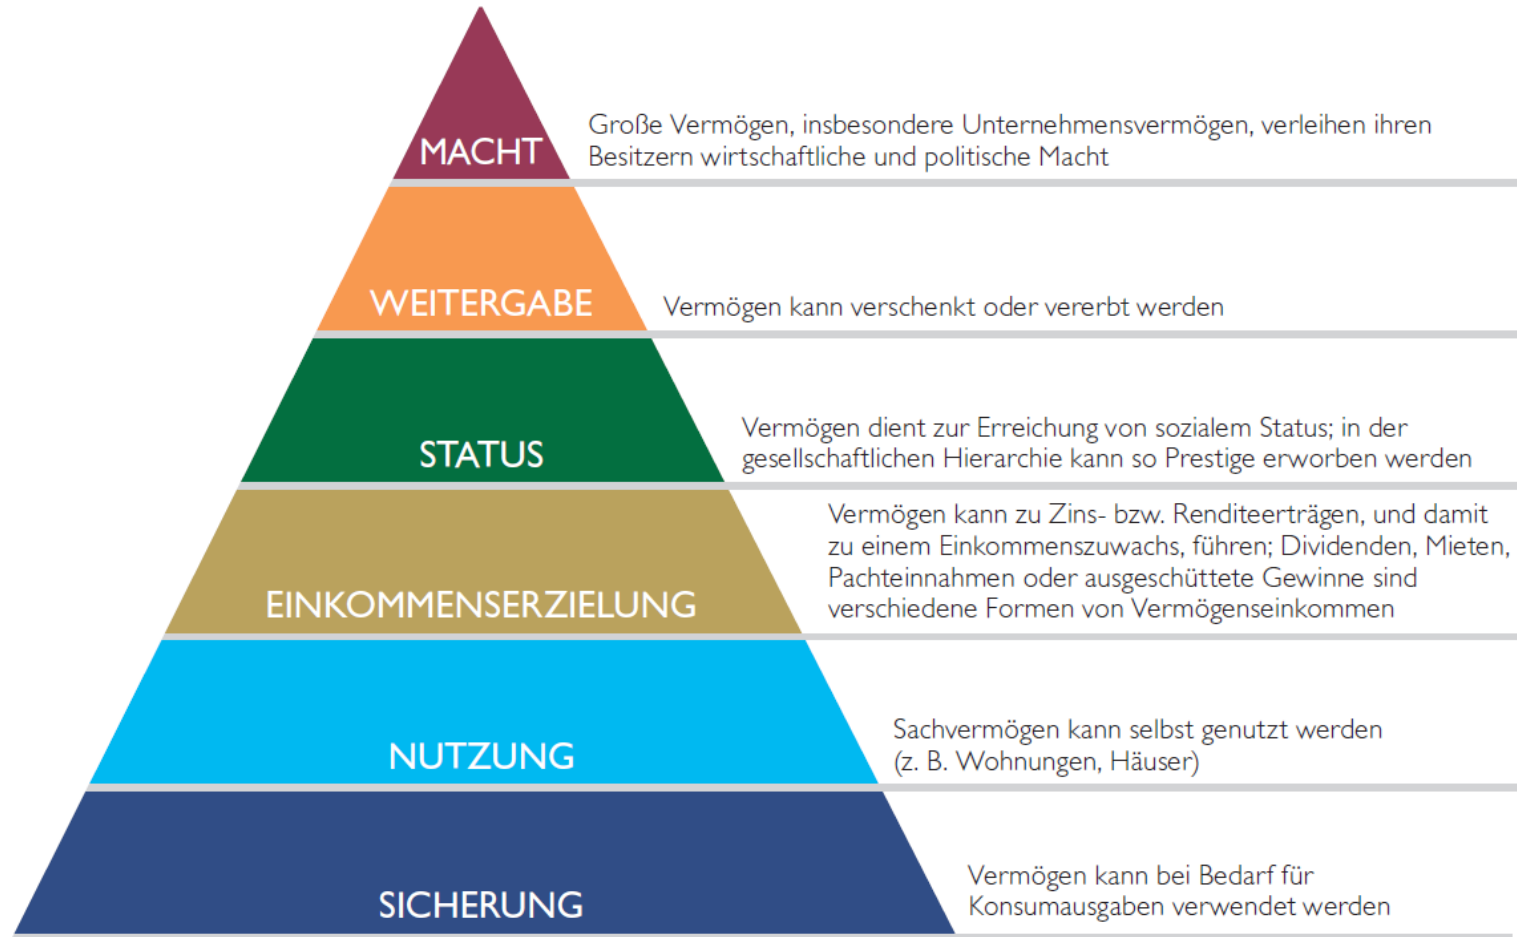 MACHT
Große Vermögen, insbesondere Unternehmensvermögen, verleihen ihren
Besitzern wirtschaftliche und politische Macht
WEITERGABE
Vermögen kann verschenkt oder vererbt werden
STATUS
Vermögen dient zur Erreichung von sozialem Status; in der
gesellschaftlichen Hierarchie kann so Prestige erworben werden
EINKOMMENSERZIELUNG
Vermögen kann zu Zins- bzw. Renditeerträgen, und damit
zu einem Einkommenszuwachs, führen; Dividenden, Mieten,
Pachteinnahmen oder ausgeschüttete Gewinne sind
verschiedene Formen von Vermögenseinkommen
NUTZUNG
Sachvermögen kann selbst genutzt werden
(z. B. Wohnungen, Häuser)
SICHERUNG
Vermögen kann bei Bedarf für
Konsumausgaben verwendet werden